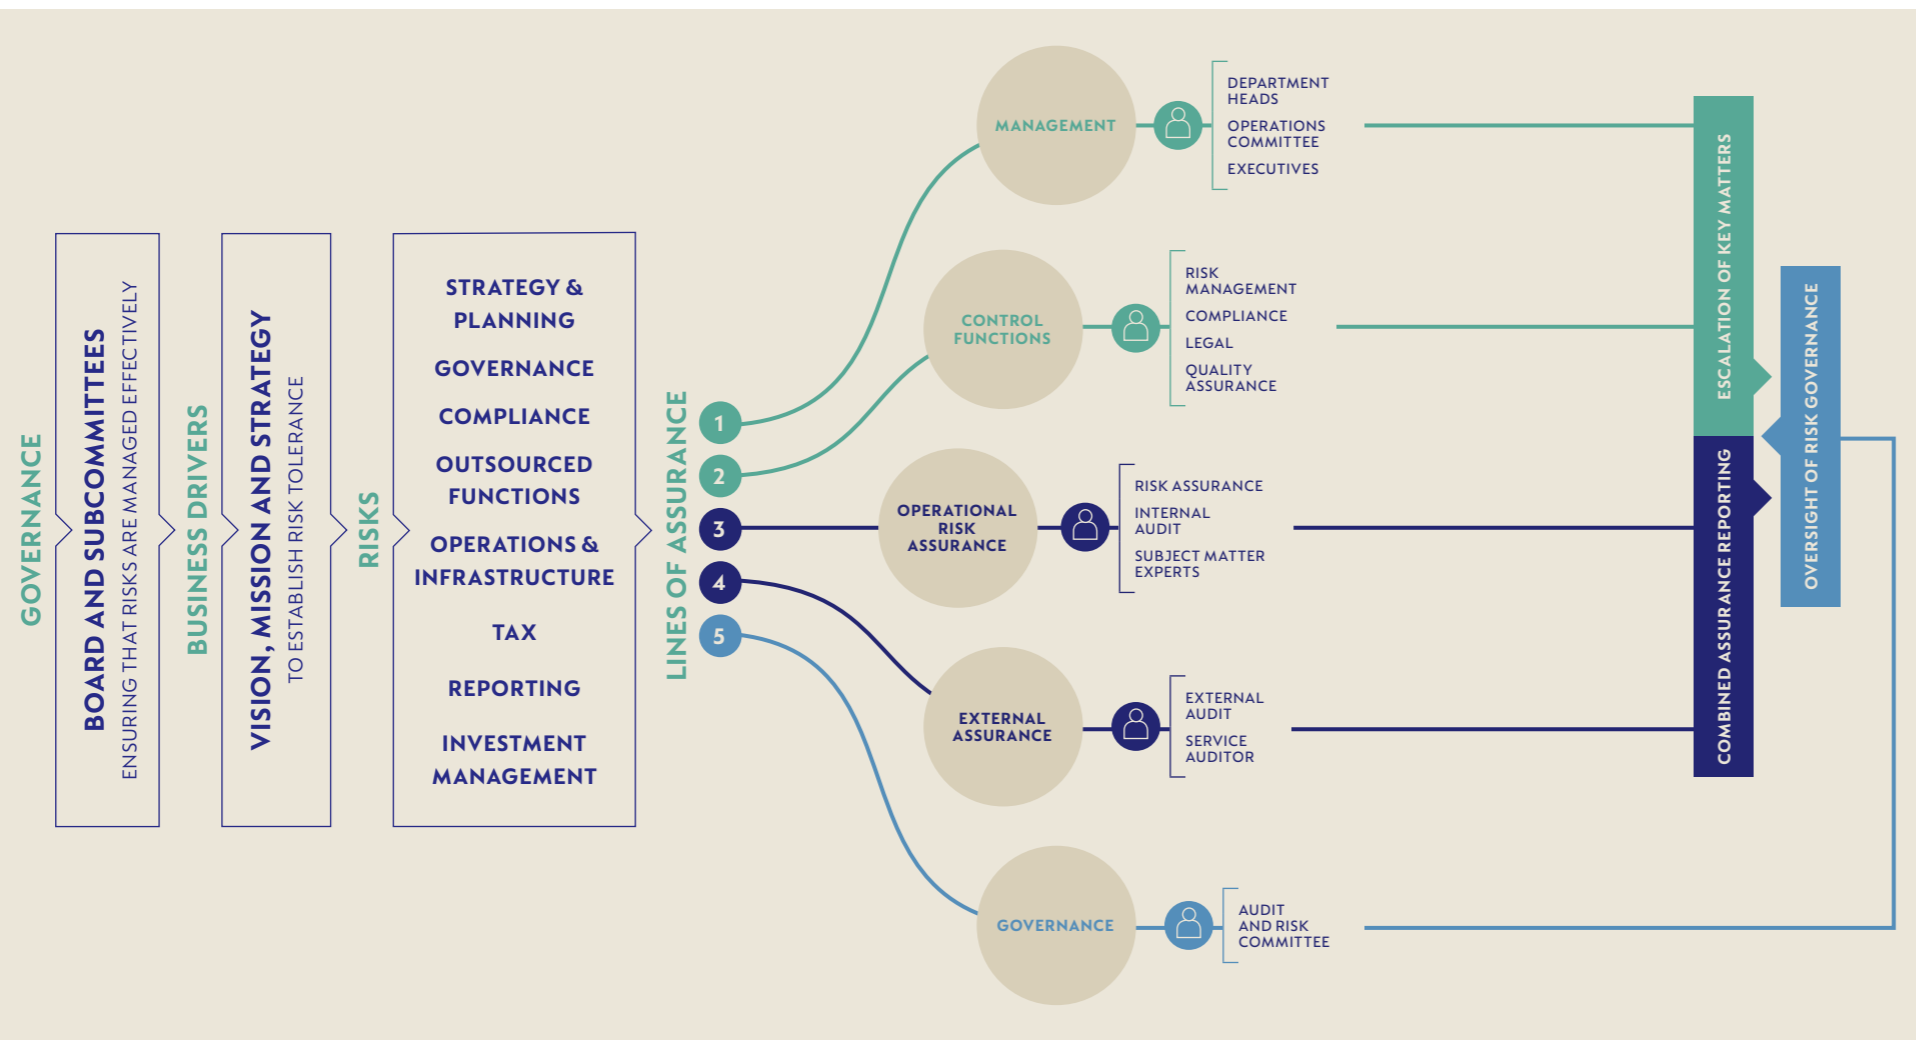 GOVERNANCE
BOARD AND SUBCOMMITTEES
ENSURING THAT RISKS ARE MANAGED EFFECTIVELY
BUSINESS DRIVERS
VISION, MISSION AND STRATEGY
TO ESTABLISH RISK TOLERANCE
RISKS
STRATEGY &
PLANNING
GOVERNANCE
COMPLIANCE
OUTSOURCED
FUNCTIONS
OPERATIONS &
INFRASTRUCTURE
TAX
REPORTING
INVESTMENT
MANAGEMENT
LINES OF ASSURANCE
1
2
3
4
5
MANAGEMENT
DEPARTMENT
HEADS
OPERATIONS
COMMITTEE
EXECUTIVES
CONTROL
FUNCTIONS
RISK
MANAGEMENT
COMPLIANCE
LEGAL
QUALITY
ASSURANCE
OPERATIONAL
RISK
ASSURANCE
RISK ASSURANCE
INTERNAL
AUDIT
SUBJECT MATTER
EXPERTS
EXTERNAL
ASSURANCE
EXTERNAL
AUDIT
SERVICE
AUDITOR
GOVERNANCE
AUDIT
AND RISK
COMMITTEE
ESCALATION OF KEY MATTERS
COMBINED ASSURANCE REPORTING
OVERSIGHT OF RISK GOVERNANCE